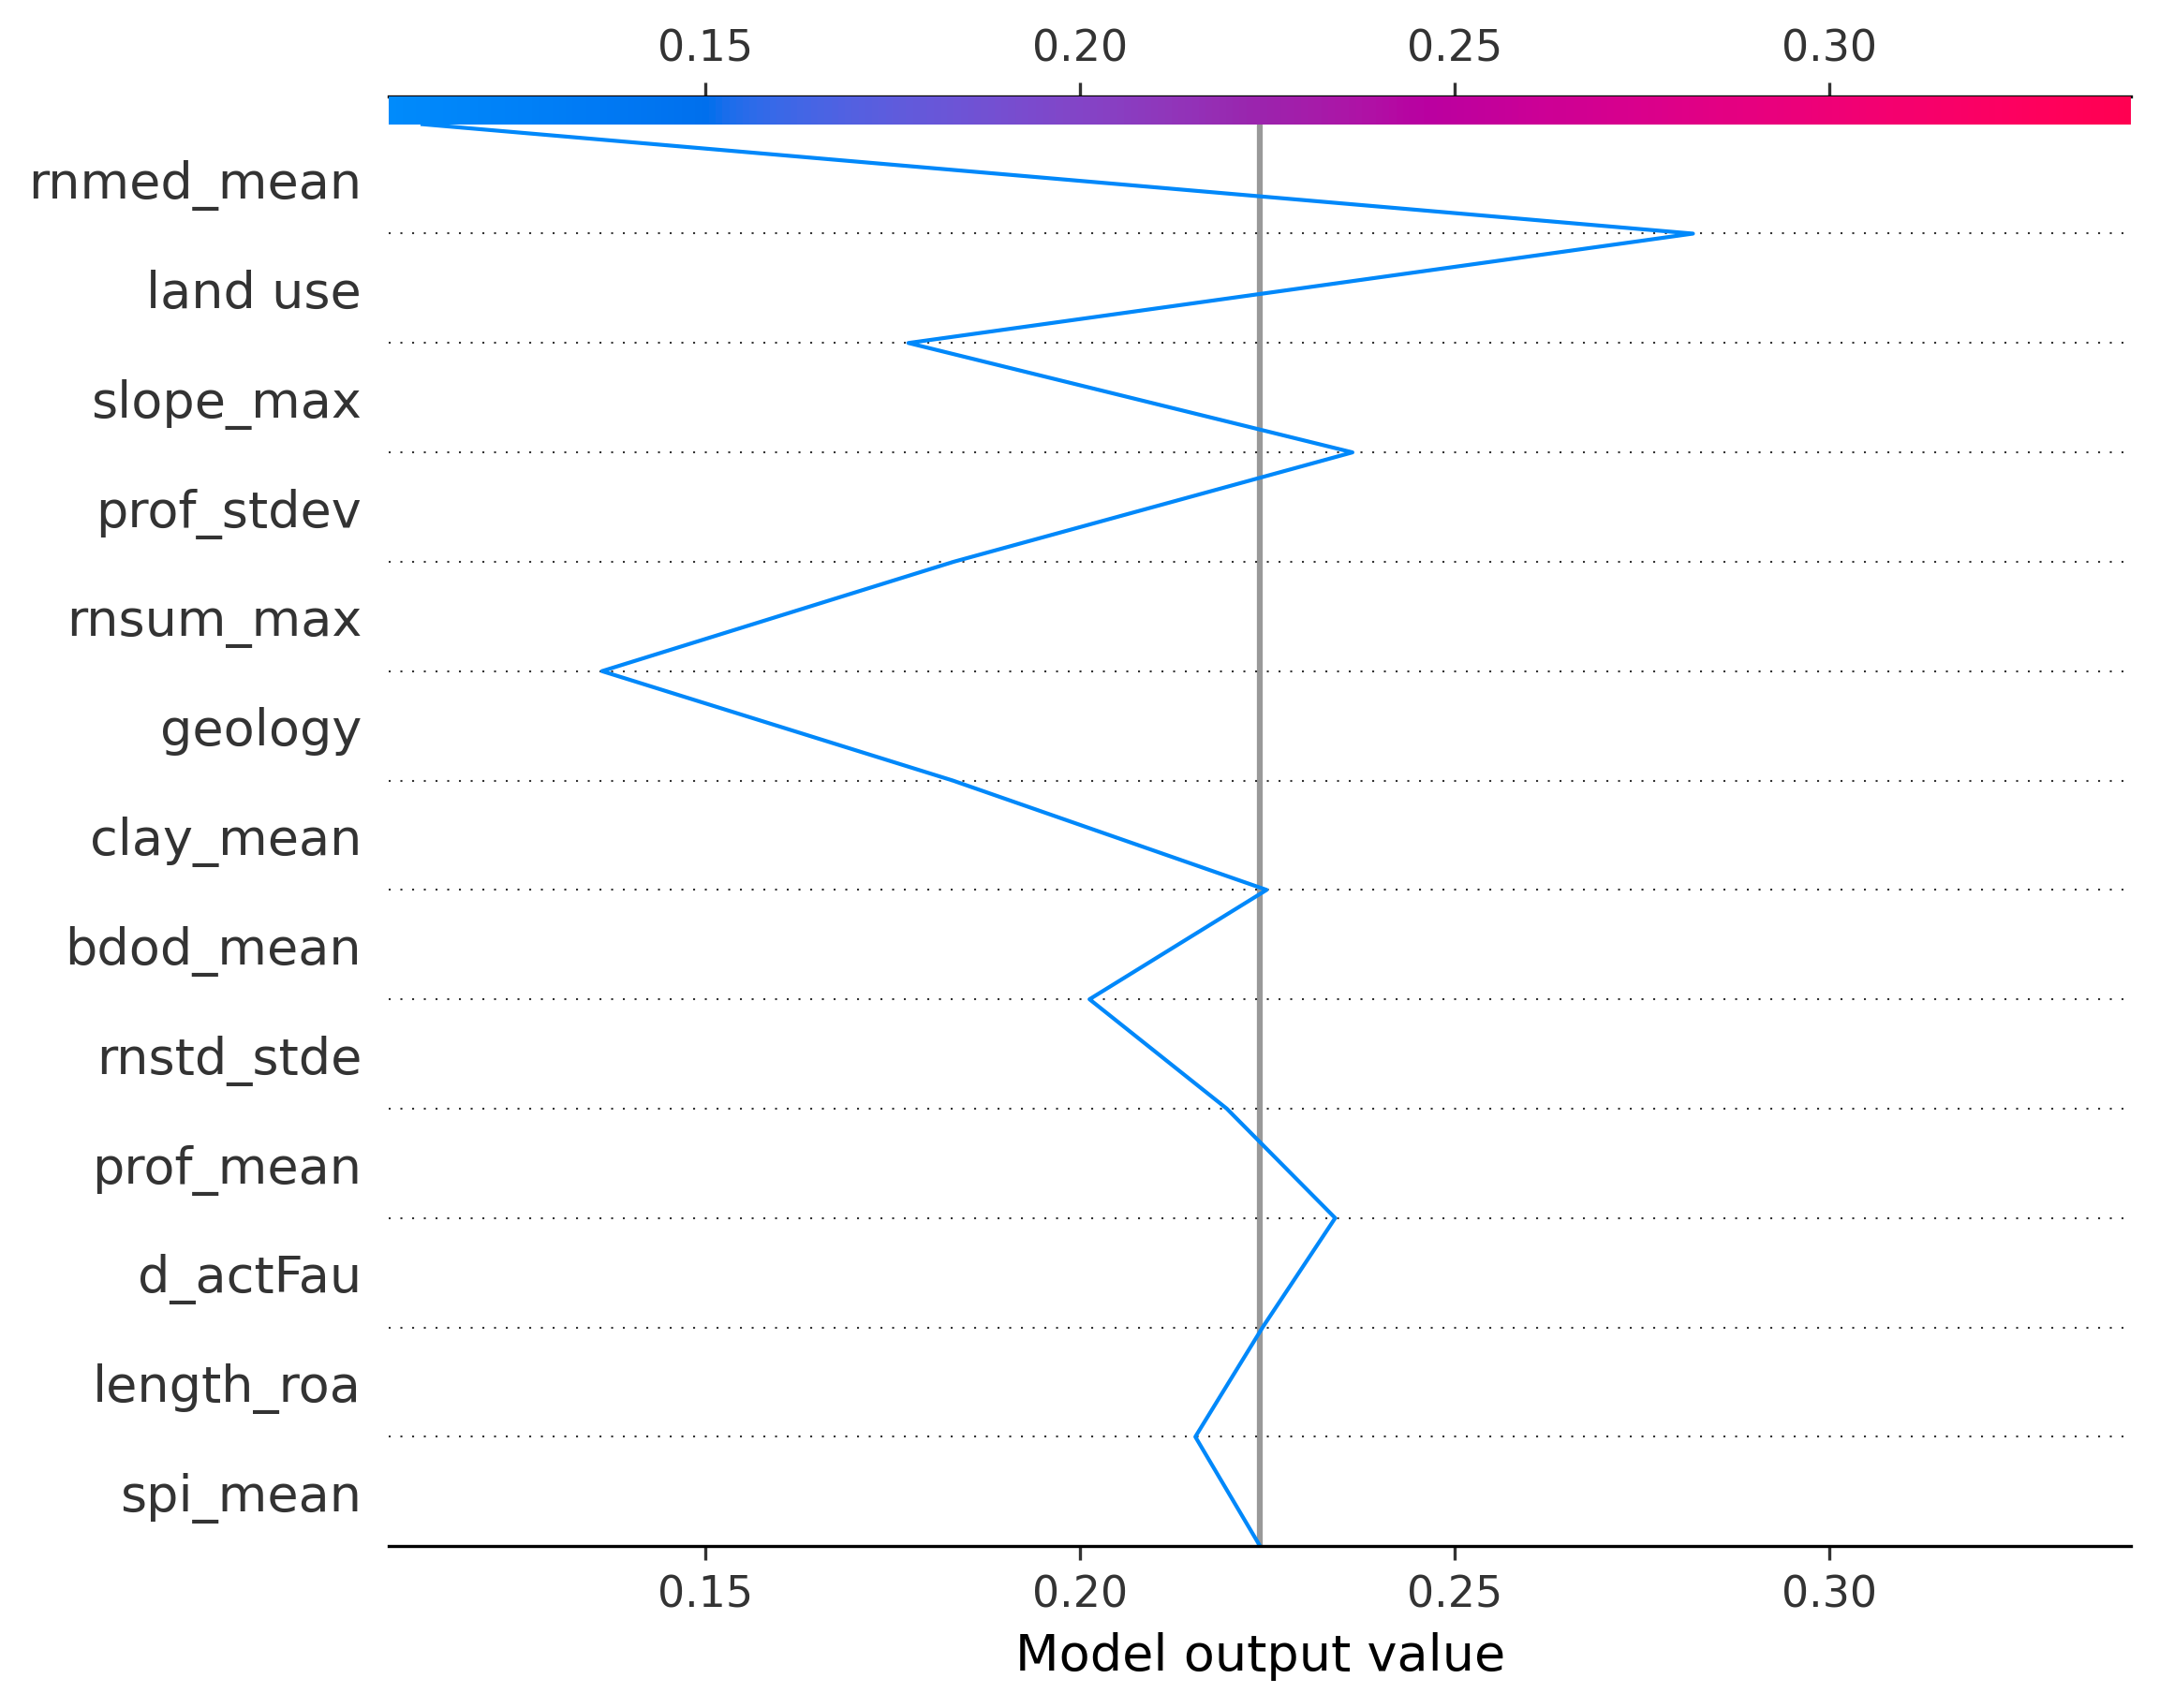 0.15 0.20 0.25 0.30
rnmed_mean
land use
slope_max
prof_stdev
rnsum_max
geology
clay_mean
bdod_mean
rnstd_stde
prof_mean
d_actFau
length_roa
spi_mean
0.15 0.20 0.25 0.30
Model output value